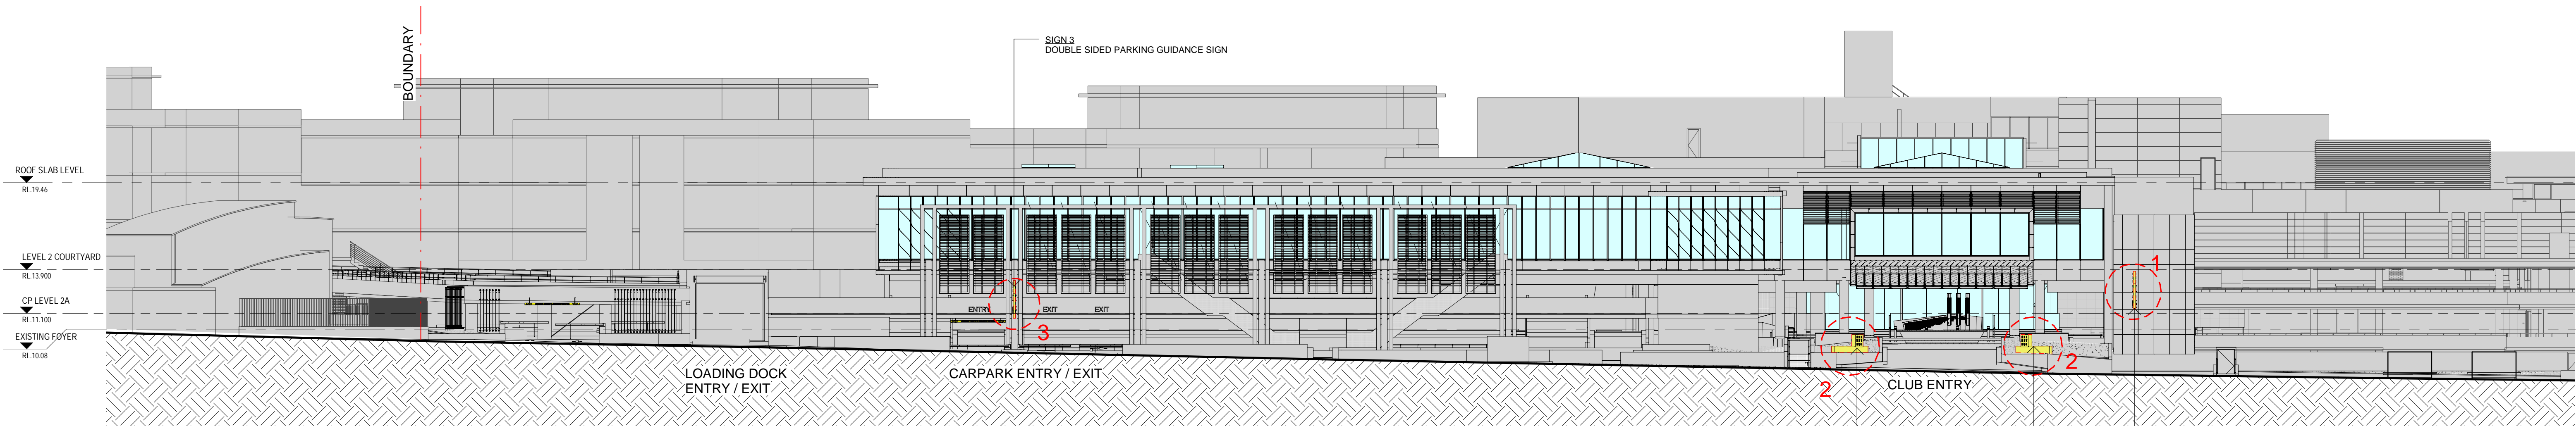 BOUNDARY
SIGN 3
DOUBLE SIDED PARKING GUIDANCE SIGN
ROOF SLAB LEVEL
RL.19.46
LEVEL 2 COURTYARD
RL.13.900
CP LEVEL 2A
RL.11.100
EXISTING FOYER
RL.10.08
ENTRY
EXIT
EXIT
3
1
2
2
LOADING DOCK
ENTRY / EXIT
CARPARK ENTRY / EXIT
CLUB ENTRY